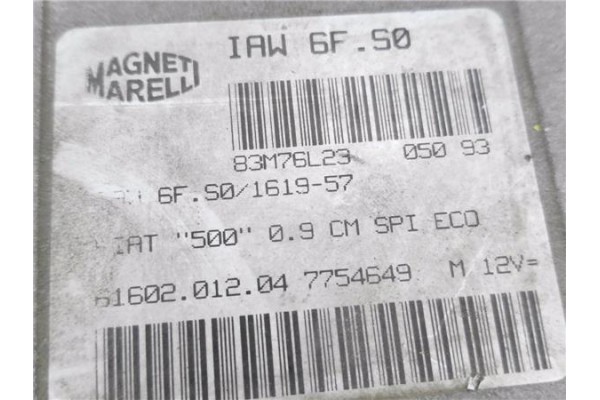 MAGNETI
MARELLI
IAW 6F.S0
83M76L23 050 93
6F.S0/1619-57
"500" 0.9 CM SPI ECO
61602.012.04 7754649 M 12V=